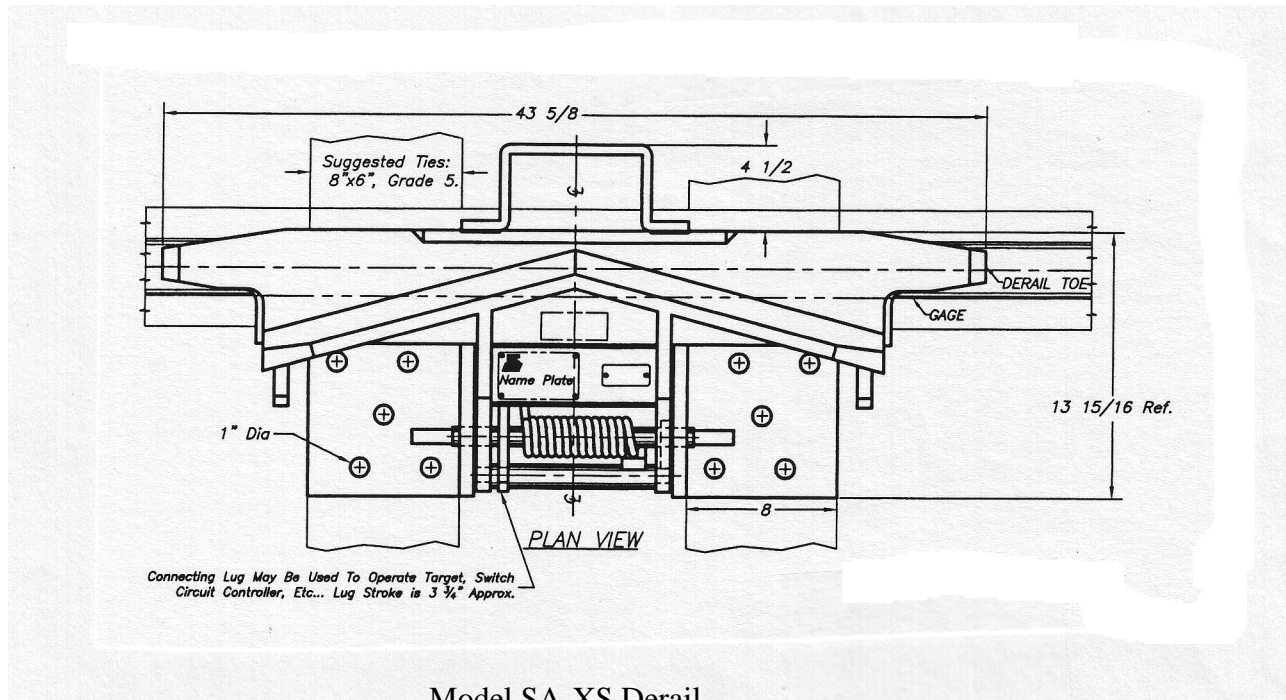 43 5/8
Suggested Ties:
8"x6", Grade 5.
4 1/2
DERAIL TOE
GAGE
Name Plate
1" Dia
13 15/16 Ref.
8
PLAN VIEW
Connecting Lug May Be Used To Operate Target, Switch
Circuit Controller, Etc... Lug Stroke is 3 ¾" Approx.
Model SA-XS Derail